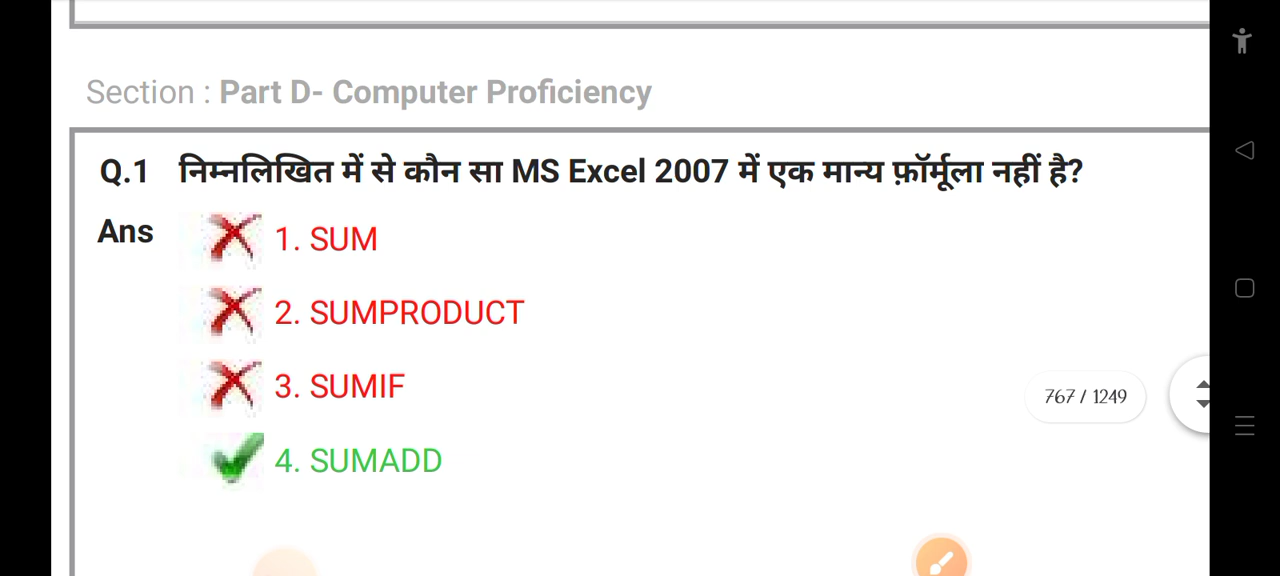 Section : Part D- Computer Proficiency
Q.1 निम्नलिखित में से कौन सा MS Excel 2007 में एक मान्य फ़ॉर्मूला नहीं है?
Ans 1. SUM
2. SUMPRODUCT
3. SUMIF
767 / 1249
4. SUMADD